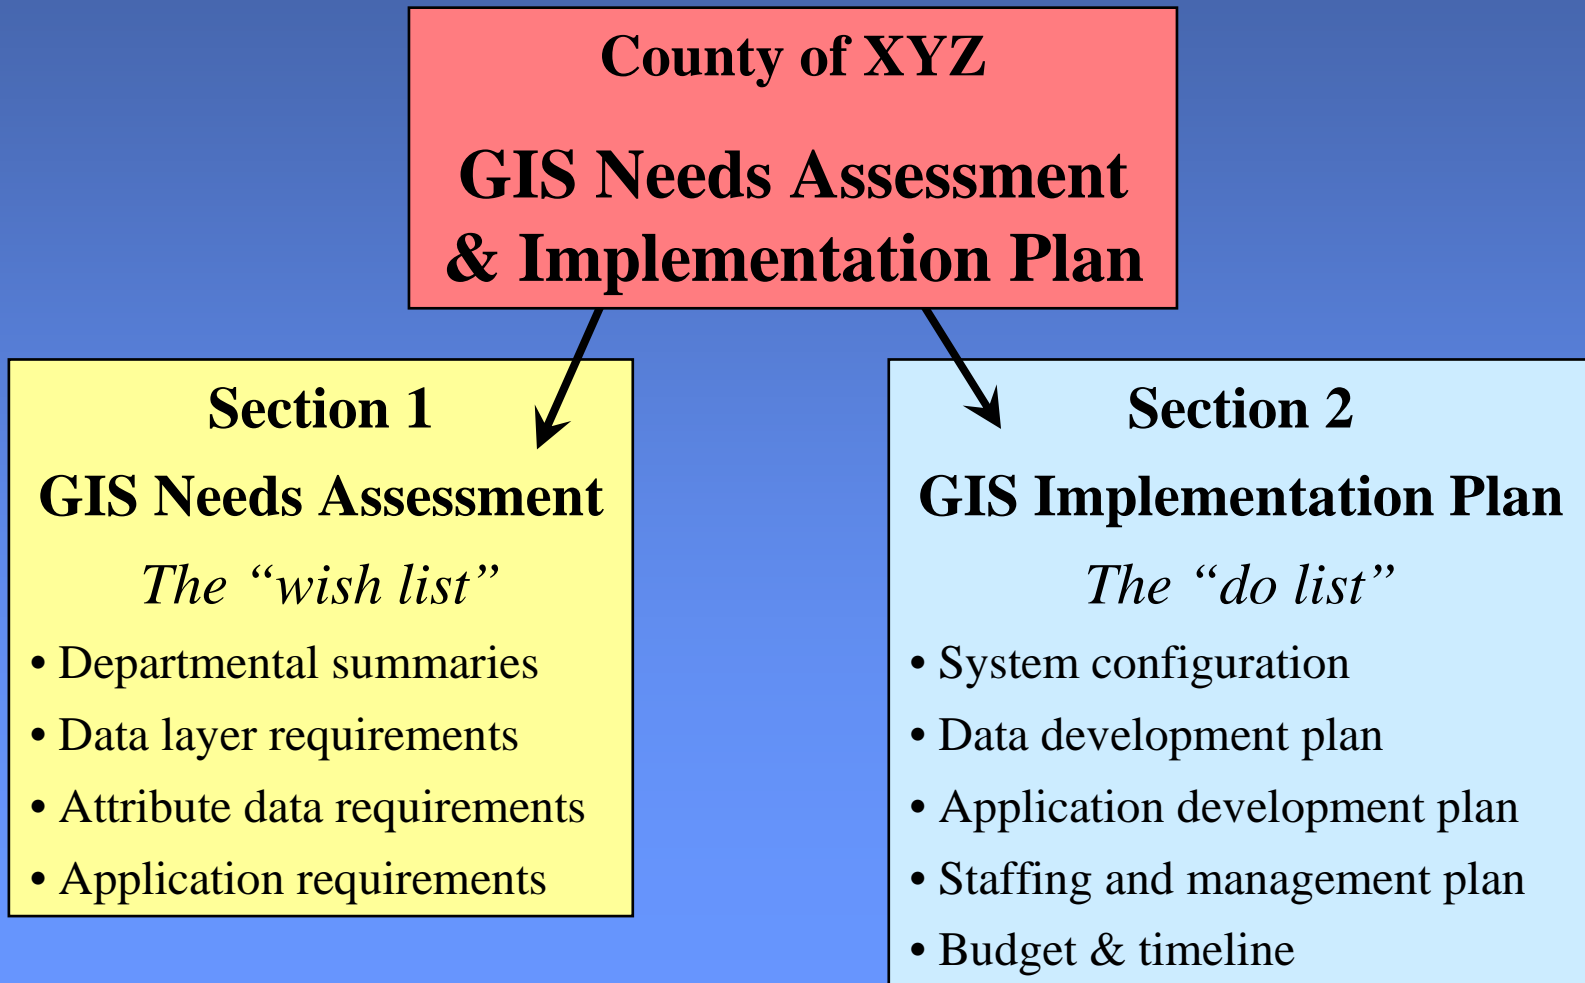 County of XYZ
GIS Needs Assessment
& Implementation Plan
Section 1
GIS Needs Assessment
The “wish list”
• Departmental summaries
• Data layer requirements
• Attribute data requirements
• Application requirements
Section 2
GIS Implementation Plan
The “do list”
• System configuration
• Data development plan
• Application development plan
• Staffing and management plan
• Budget & timeline